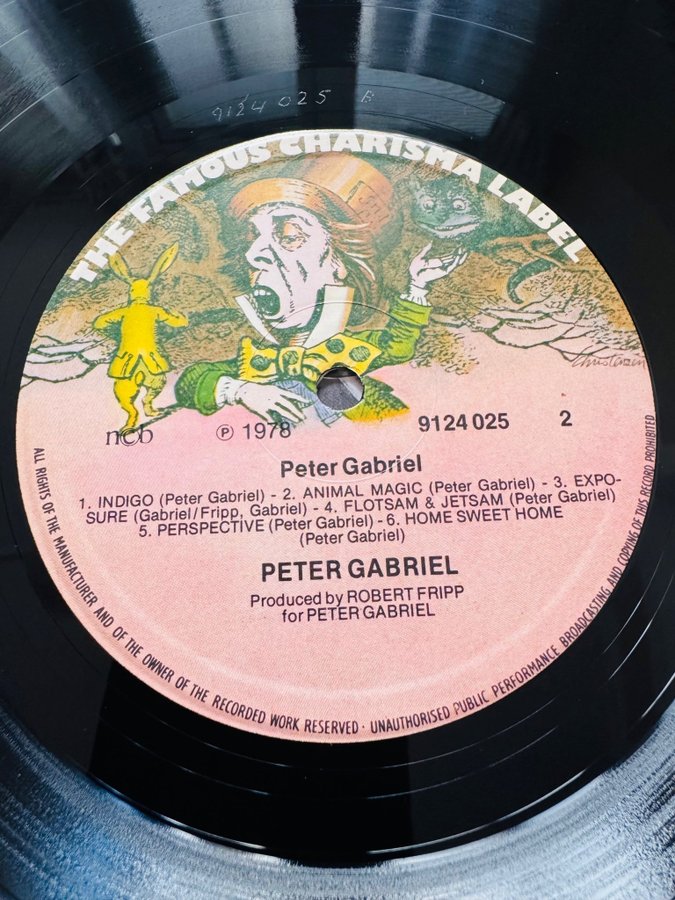 9124 025 B
THE FAMOUS CHARISMA LABEL
Christensen
n©b
℗ 1978
9124 025 2
Peter Gabriel
1. INDIGO (Peter Gabriel) - 2. ANIMAL MAGIC (Peter Gabriel) - 3. EXPO-
SURE (Gabriel/Fripp, Gabriel) - 4. FLOTSAM & JETSAM (Peter Gabriel)
5. PERSPECTIVE (Peter Gabriel) - 6. HOME SWEET HOME
(Peter Gabriel)
PETER GABRIEL
Produced by ROBERT FRIPP
for PETER GABRIEL
ALL RIGHTS OF THE MANUFACTURER AND OF THE OWNER OF THE RECORDED WORK RESERVED · UNAUTHORISED PUBLIC PERFORMANCE BROADCASTING AND COPYING OF THIS RECORD PROHIBITED